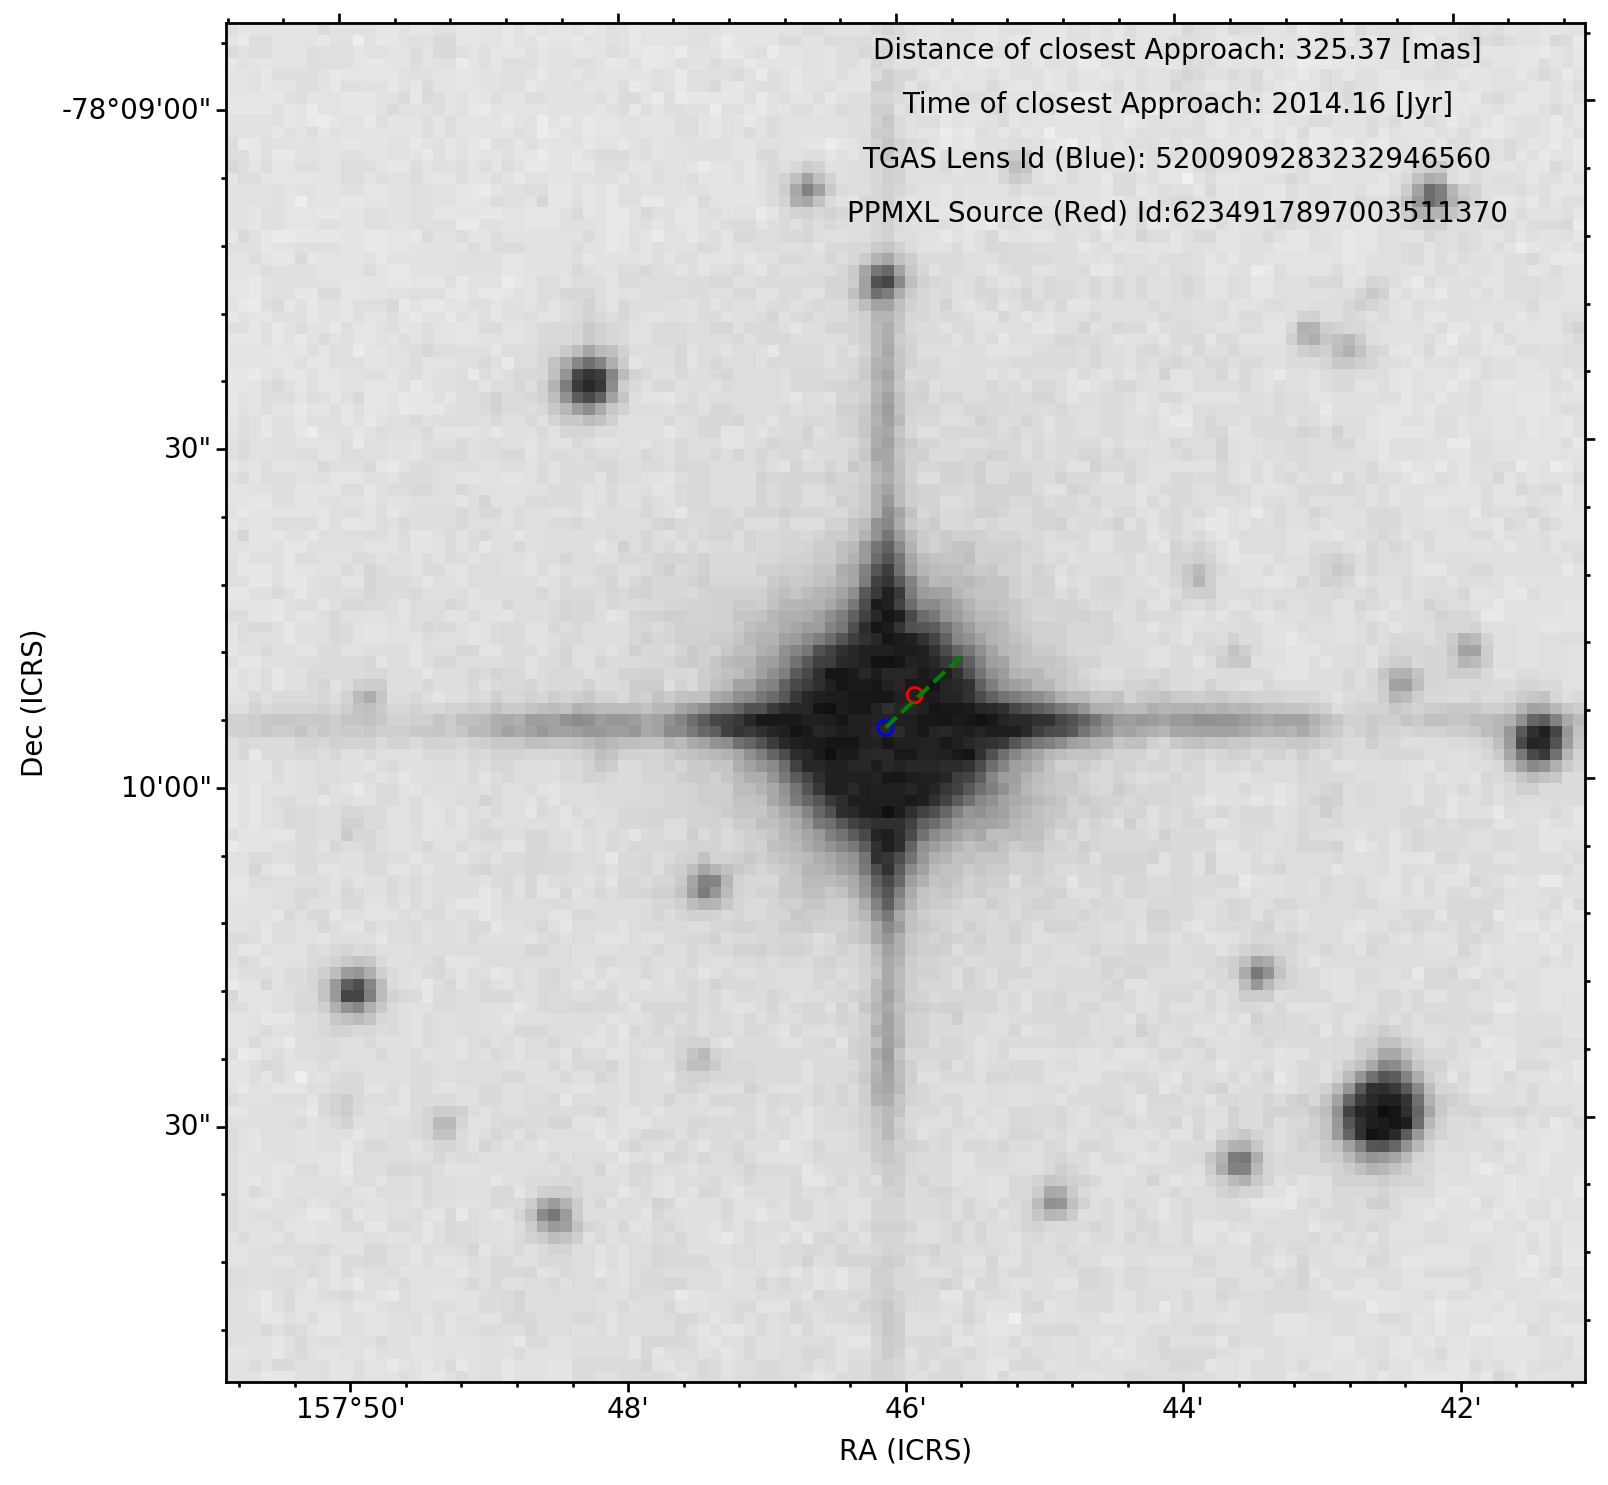 Distance of closest Approach: 325.37 [mas]
Time of closest Approach: 2014.16 [Jyr]
TGAS Lens Id (Blue): 5200909283232946560
PPMXL Source (Red) Id:6234917897003511370
-78°09'00"
30"
10'00"
30"
Dec (ICRS)
157°50' 48' 46' 44' 42'
RA (ICRS)